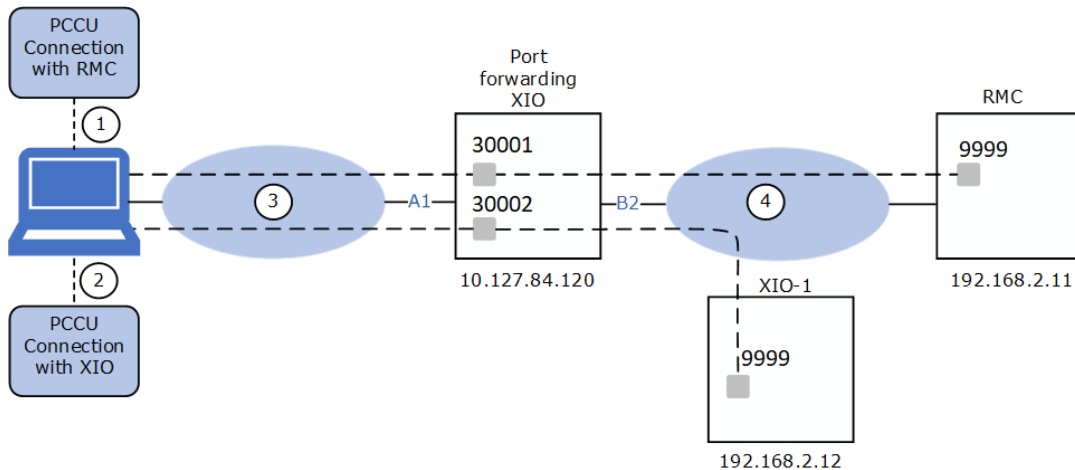 PCCU
Connection
with RMC
1
Port
forwarding
XIO
RMC
30001
9999
3
A1
30002
B2
4
10.127.84.120
192.168.2.11
2
XIO-1
PCCU
Connection
with XIO
9999
192.168.2.12